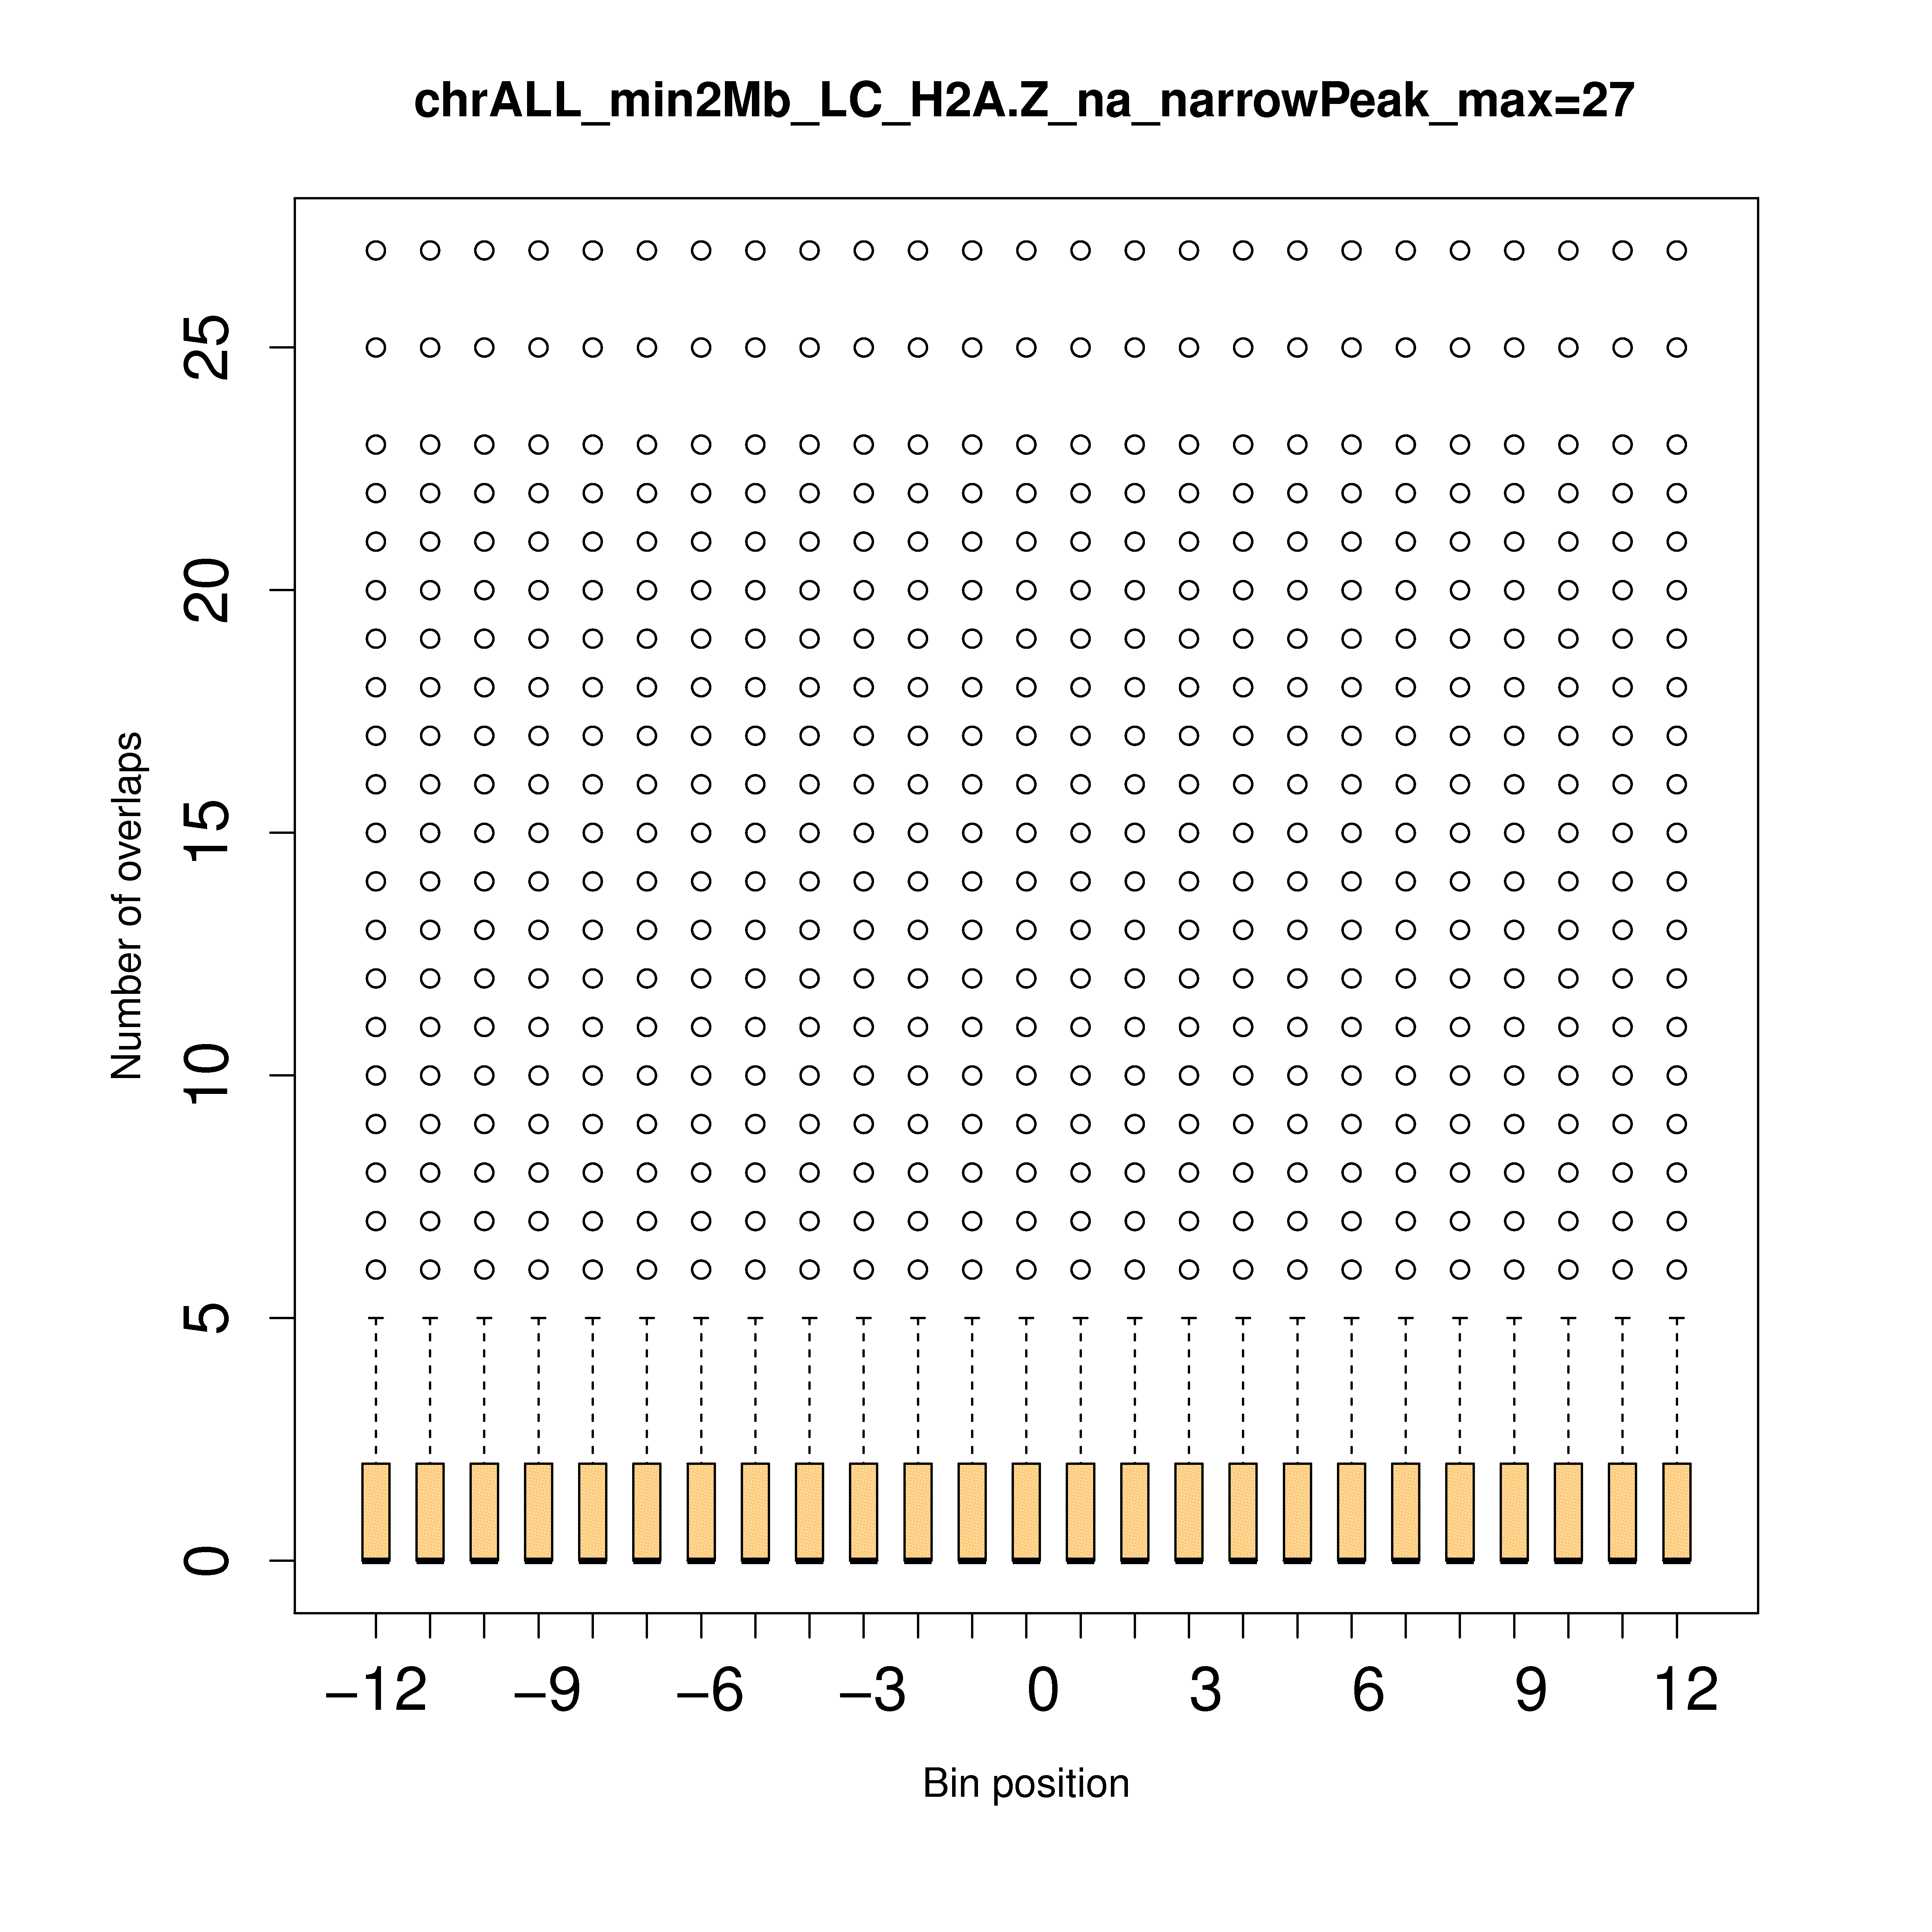 chrALL_min2Mb_LC_H2A.Z_na_narrowPeak_max=27
Number of overlaps
25
20
15
10
5
0
−12 −9 −6 −3 0 3 6 9 12
Bin position